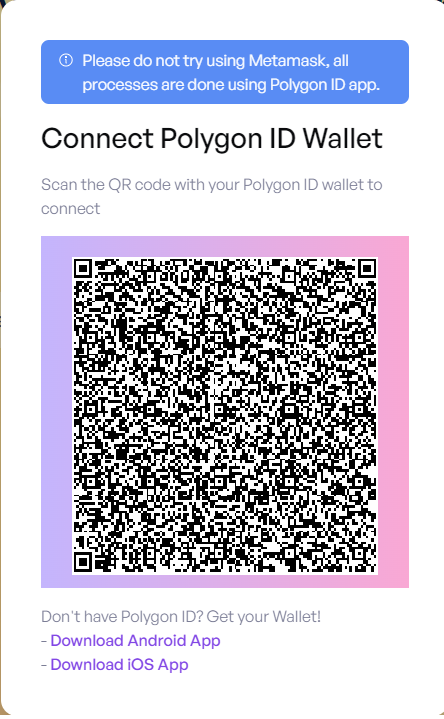 Please do not try using Metamask, all
processes are done using Polygon ID app.
Connect Polygon ID Wallet
Scan the QR code with your Polygon ID wallet to
connect
Don't have Polygon ID? Get your Wallet!
- Download Android App
- Download iOS App